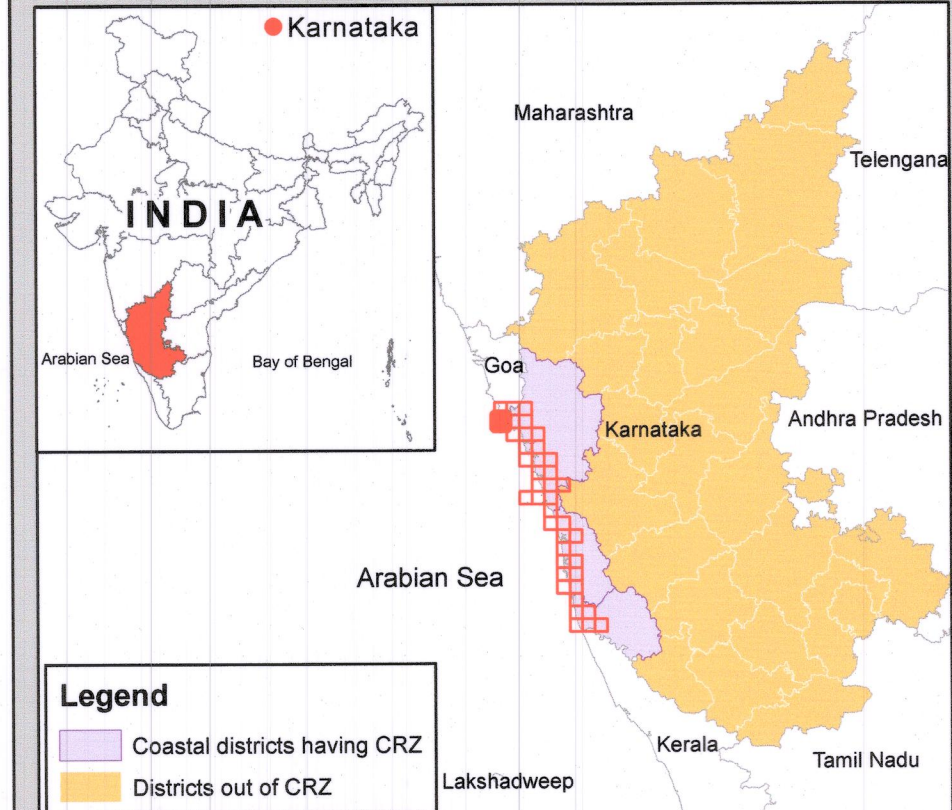 Karnataka
INDIA
Arabian Sea
Bay of Bengal
Maharashtra
Telengana
Goa
Karnataka
Andhra Pradesh
Arabian Sea
Kerala
Tamil Nadu
Lakshadweep
Legend
Coastal districts having CRZ
Districts out of CRZ